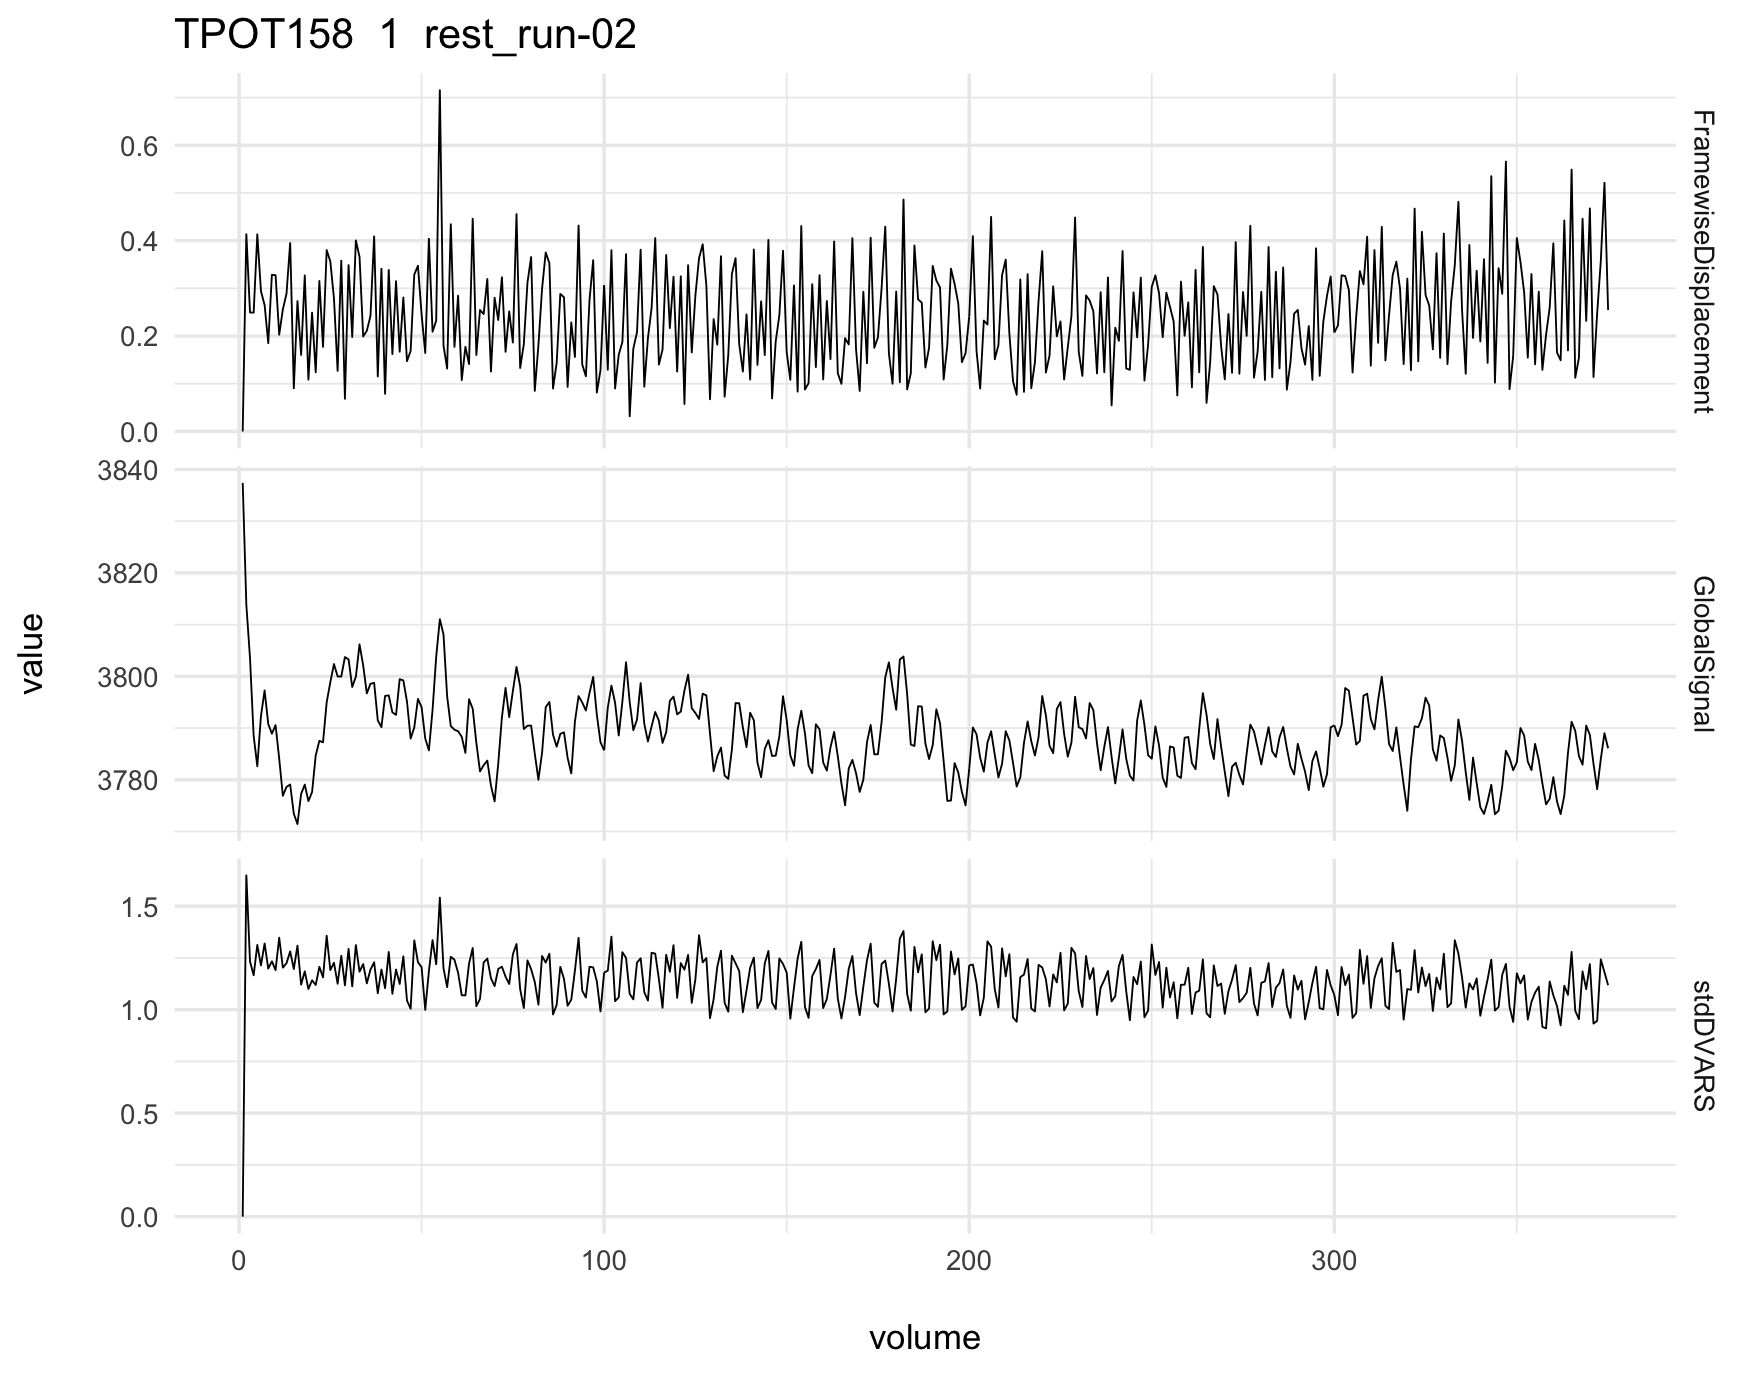 TPOT158  1  rest_run-02
value
0.6
0.4
0.2
0.0
FramewiseDisplacement
3840
3820
3800
3780
GlobalSignal
1.5
1.0
0.5
0.0
stdDVARS
0 100 200 300
volume